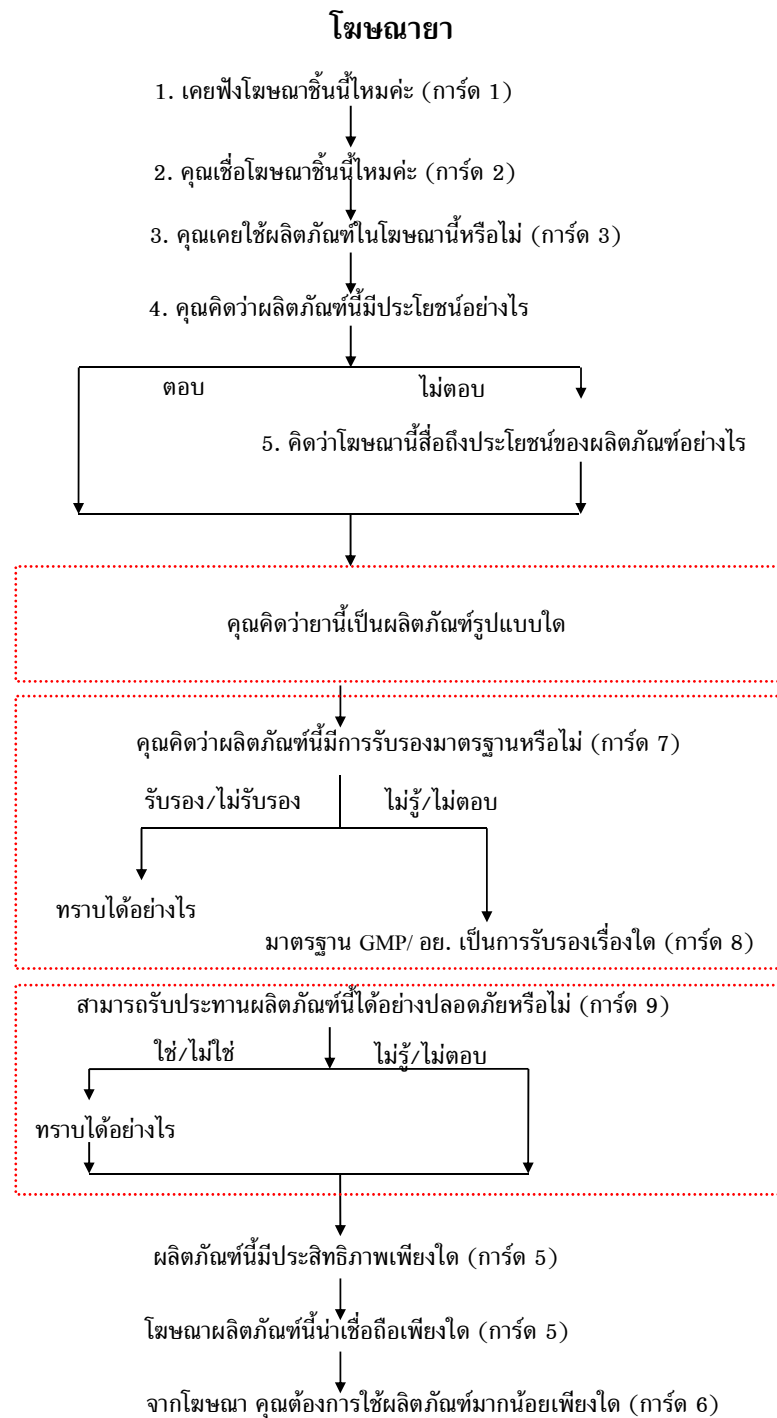 โฆษณายา
1. เคยฟังโฆษณาชิ้นนี้ไหมค่ะ (การ์ด 1)
2. คุณเชื่อโฆษณาชิ้นนี้ไหมค่ะ (การ์ด 2)
3. คุณเคยใช้ผลิตภัณฑ์ในโฆษณานี้หรือไม่ (การ์ด 3)
4. คุณคิดว่าผลิตภัณฑ์นี้มีประโยชน์อย่างไร
ตอบ ไม่ตอบ
5. คิดว่าโฆษณานี้สื่อถึงประโยชน์ของผลิตภัณฑ์อย่างไร
คุณคิดว่ายานี้เป็นผลิตภัณฑ์รูปแบบใด
คุณคิดว่าผลิตภัณฑ์นี้มีการรับรองมาตรฐานหรือไม่ (การ์ด 7)
รับรอง/ไม่รับรอง ไม่รู้/ไม่ตอบ
ทราบได้อย่างไร
มาตรฐาน GMP/ อย. เป็นการรับรองเรื่องใด (การ์ด 8)
สามารถรับประทานผลิตภัณฑ์นี้ได้อย่างปลอดภัยหรือไม่ (การ์ด 9)
ใช่/ไม่ใช่ ไม่รู้/ไม่ตอบ
ทราบได้อย่างไร
ผลิตภัณฑ์นี้มีประสิทธิภาพเพียงใด (การ์ด 5)
โฆษณาผลิตภัณฑ์นี้น่าเชื่อถือเพียงใด (การ์ด 5)
จากโฆษณา คุณต้องการใช้ผลิตภัณฑ์มากน้อยเพียงใด (การ์ด 6)